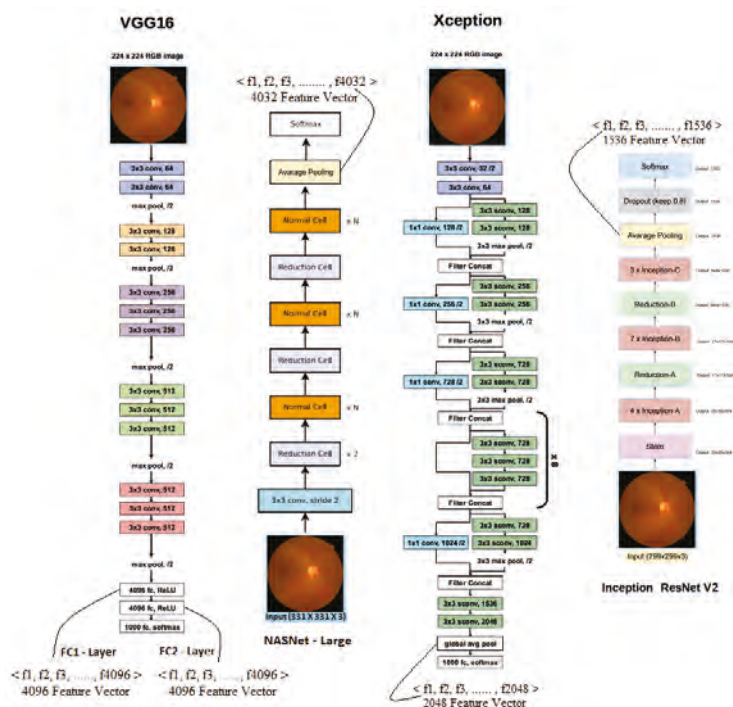 VGG16
224 x 224 RGB image
3x3 conv, 64
3x3 conv, 64
max pool, /2
3x3 conv, 128
3x3 conv, 128
max pool, /2
3x3 conv, 256
3x3 conv, 256
3x3 conv, 256
max pool, /2
3x3 conv, 512
3x3 conv, 512
3x3 conv, 512
max pool, /2
3x3 conv, 512
3x3 conv, 512
3x3 conv, 512
max pool, /2
4096 fc, ReLU
4096 fc, ReLU
1000 fc, softmax
FC1 - Layer
FC2 - Layer
< f1, f2, f3, ......, f4096 >
4096 Feature Vector
< f1, f2, f3, ......, f4096 >
4096 Feature Vector
< f1, f2, f3, ........ , f4032 >
4032 Feature Vector
Softmax
Avarage Pooling
Normal Cell
x N
Reduction Cell
Normal Cell
x N
Reduction Cell
Normal Cell
x N
Reduction Cell
x 2
3x3 conv, stride 2
Input (331 X 331 X 3)
NASNet - Large
Xception
224 x 224 RGB image
3x3 conv, 32 /2
3x3 conv, 64
1x1 conv, 128 /2
3x3 sconv, 128
3x3 sconv, 128
3x3 max pool, /2
Filter Concat
1x1 conv, 256 /2
3x3 sconv, 256
3x3 sconv, 256
3x3 max pool, /2
Filter Concat
1x1 conv, 728 /2
3x3 sconv, 728
3x3 sconv, 728
3x3 max pool, /2
Filter Concat
3x3 sconv, 728
3x3 sconv, 728
3x3 sconv, 728
x 8
Filter Concat
1x1 conv, 1024 /2
3x3 sconv, 728
3x3 sconv, 1024
3x3 max pool, /2
Filter Concat
3x3 sconv, 1536
3x3 sconv, 2048
global avg pool
1000 fc, softmax
< f1, f2, f3, ...... , f2048 >
2048 Feature Vector
< f1, f2, f3, ....... , f1536 >
1536 Feature Vector
Softmax
Dropout (keep 0.8)
Avarage Pooling
Inception-C
Reduction-B
7 x Inception-B
Reduction-A
4 x Inception-A
Stem
Input (299x299x3)
Inception ResNet V2